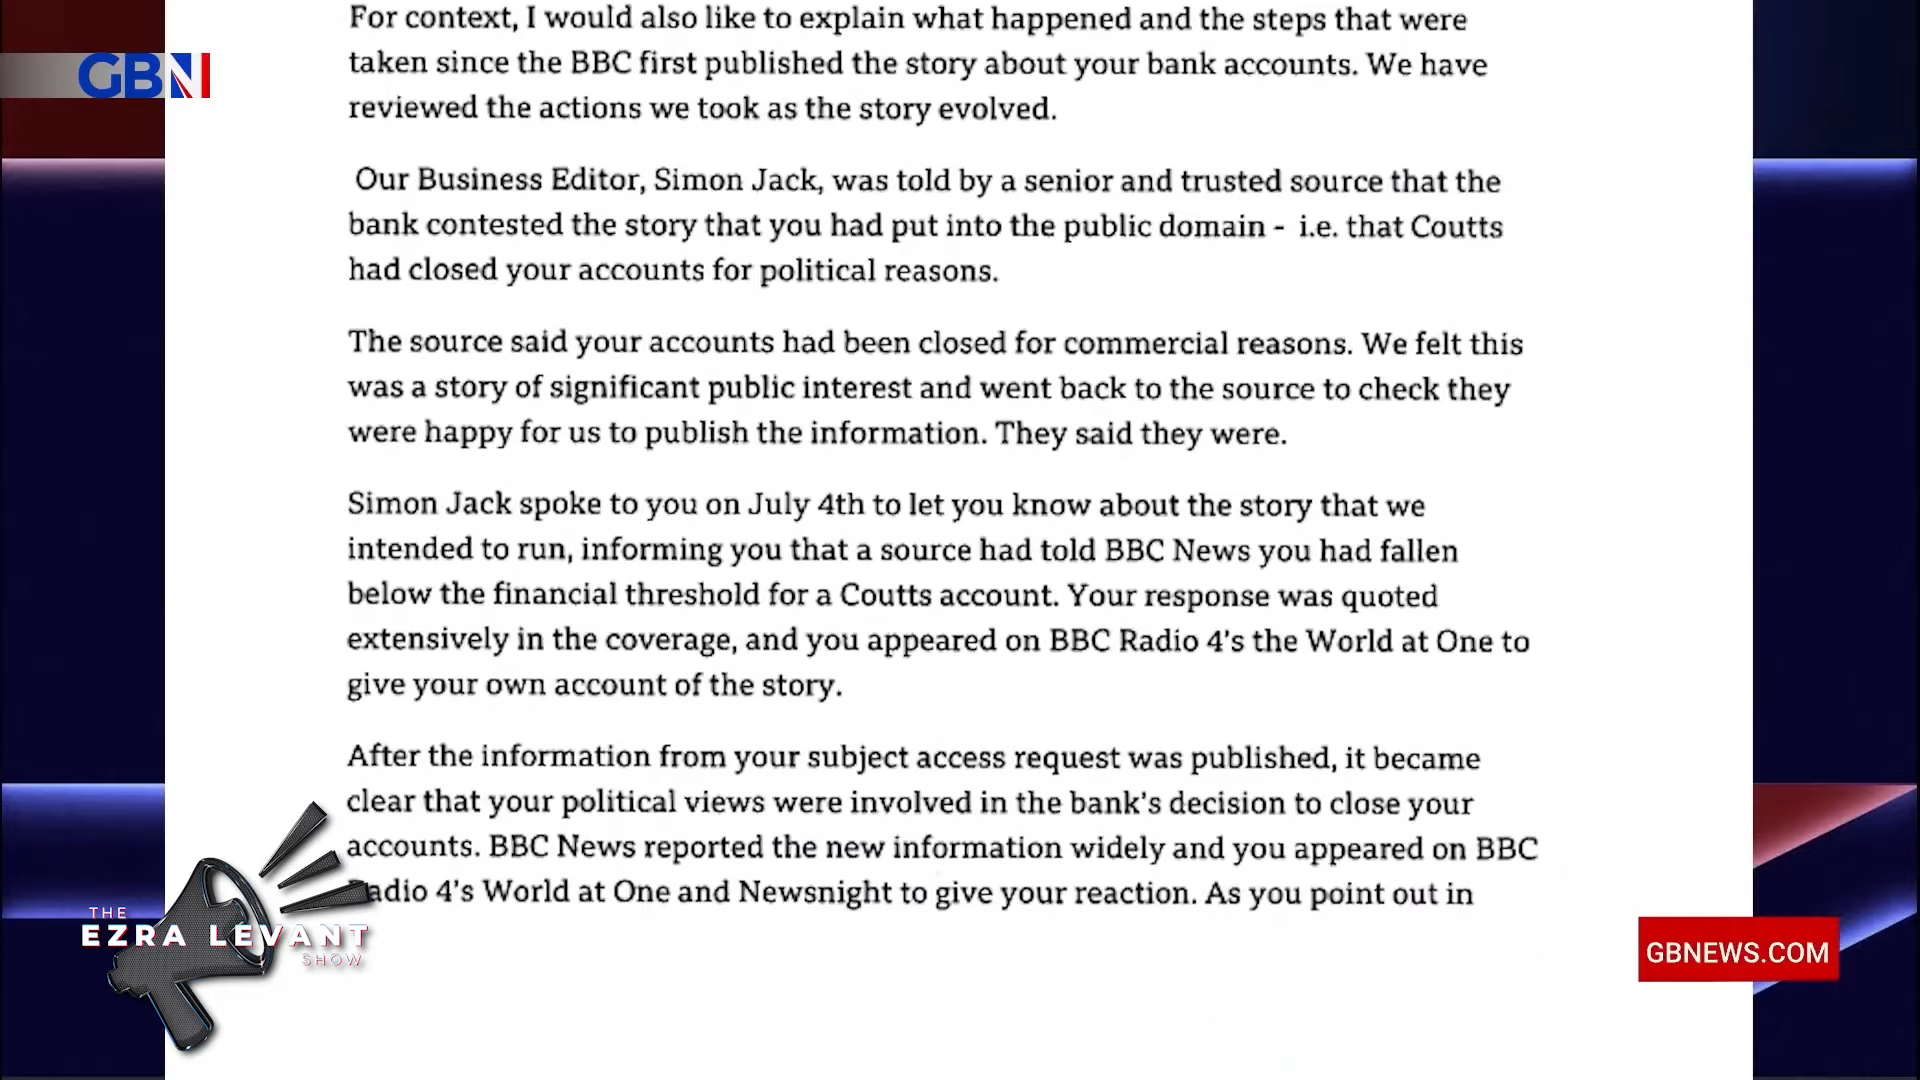 For context, I would also like to explain what happened and the steps that were
taken since the BBC first published the story about your bank accounts. We have
reviewed the actions we took as the story evolved.
GBN
Our Business Editor, Simon Jack, was told by a senior and trusted source that the
bank contested the story that you had put into the public domain - i.e. that Coutts
had closed your accounts for political reasons.
The source said your accounts had been closed for commercial reasons. We felt this
was a story of significant public interest and went back to the source to check they
were happy for us to publish the information. They said they were.
Simon Jack spoke to you on July 4th to let you know about the story that we
intended to run, informing you that a source had told BBC News you had fallen
below the financial threshold for a Coutts account. Your response was quoted
extensively in the coverage, and you appeared on BBC Radio 4's the World at One to
give your own account of the story.
After the information from your subject access request was published, it became
clear that your political views were involved in the bank's decision to close your
accounts. BBC News reported the new information widely and you appeared on BBC
Radio 4's World at One and Newsnight to give your reaction. As you point out in
THE
EZRA LEVANT
SHOW
GBNEWS.COM